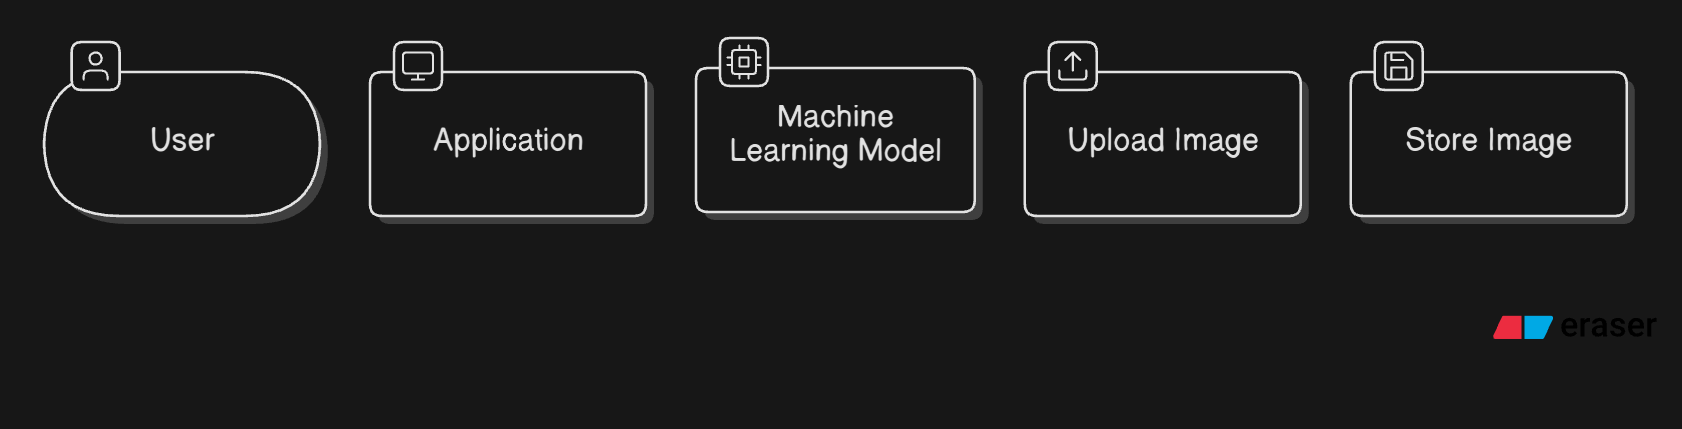 User
Application
Machine
Learning Model
Upload Image
Store Image
eraser